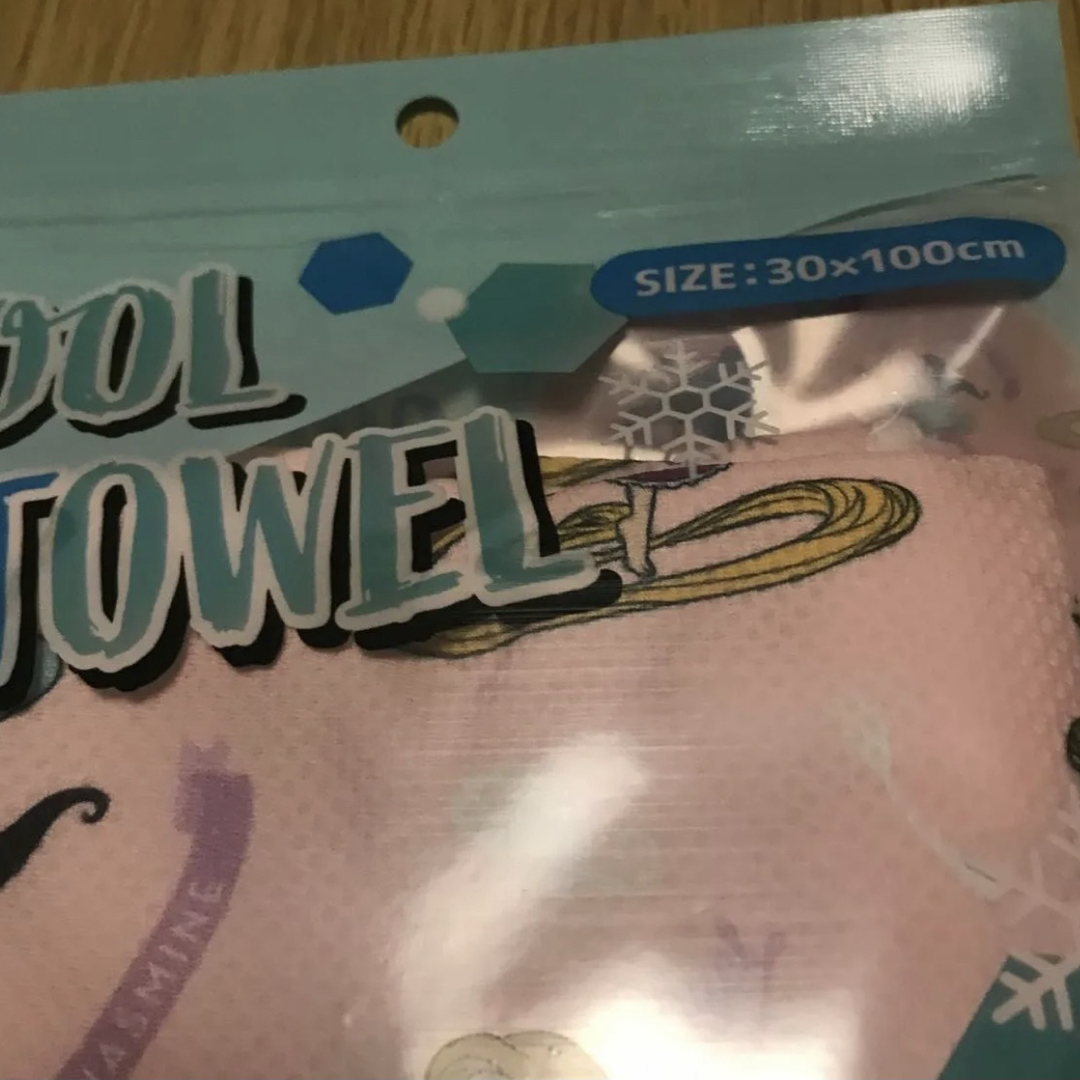 SIZE:30×100cm
OOL
TOWEL
JASMINE